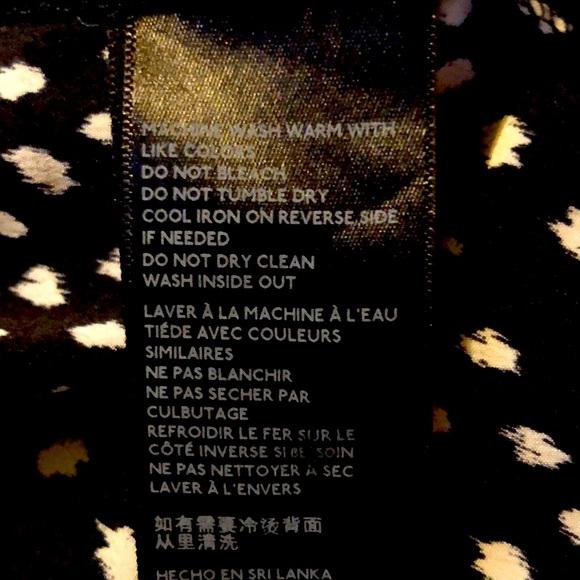 MACHINE WASH WARM WITH
LIKE COLORS
DO NOT BLEACH
DO NOT TUMBLE DRY
COOL IRON ON REVERSE SIDE
IF NEEDED
DO NOT DRY CLEAN
WASH INSIDE OUT
LAVER À LA MACHINE À L'EAU
TIÉDE AVEC COULEURS
SIMILAIRES
NE PAS BLANCHIR
NE PAS SECHER PAR
CULBUTAGE
REFROIDIR LE FER SUR LE
CÔTÉ INVERSE SI BESOIN
NE PAS NETTOYER À SEC
LAVER À L'ENVERS
如有需要冷烫背面
从里清洗
HECHO EN SRI LANKA